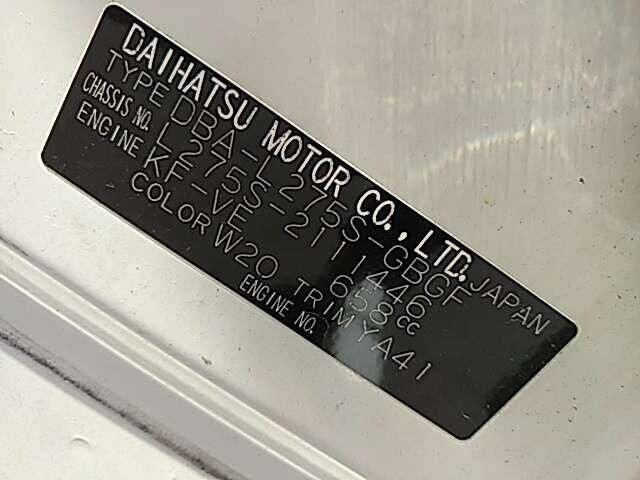 DAIHATSU MOTOR CO., LTD. JAPAN
TYPE DBA-L275S-GBGF
CHASSIS NO. L275S-2111446
ENGINE KF-VE 658cc
COLOR W20 TRIM YA41
ENGINE NO.